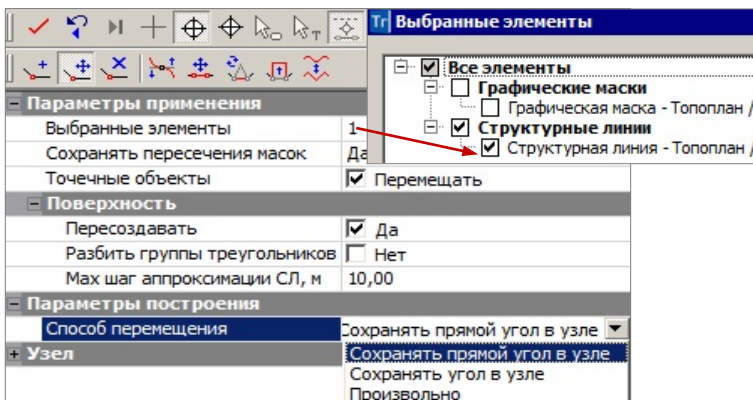 Tr Выбранные элементы
Все элементы
Графические маски
Графическая маска - Топоплан /
Структурные линии
Структурная линия - Топоплан /
Параметры применения
Выбранные элементы 1
Сохранять пересечения масок Да
Точечные объекты Перемещать
Поверхность
Пересоздавать Да
Разбить группы треугольников Нет
Мах шаг аппроксимации СЛ, м 10,00
Параметры построения
Способ перемещения Сохранять прямой угол в узле
Узел
Сохранять прямой угол в узле
Сохранять угол в узле
Произвольно